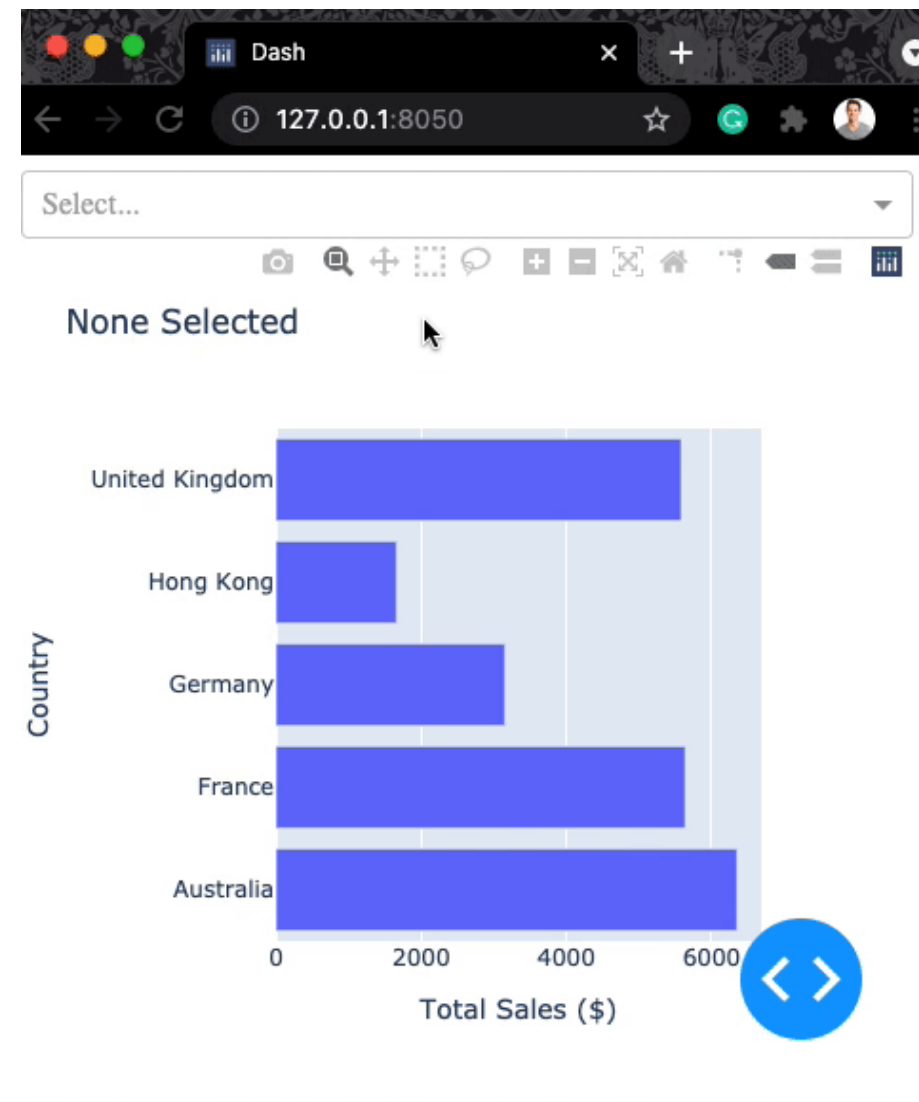 Dash
127.0.0.1:8050
Select...
None Selected
United Kingdom
Hong Kong
Germany
France
Australia
Country
0 2000 4000 6000
Total Sales ($)